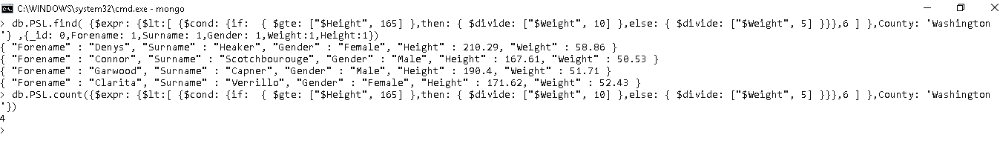 C:\WINDOWS\system32\cmd.exe - mongo
> db.PSL.find( {$expr: {$lt:[ {$cond: {if:  { $gte: ["$Height", 165] },then: { $divide: ["$Weight", 10] },else: { $divide: ["$Weight", 5] }}},6 ] },County: 'Washington
'} ,{_id: 0,Forename: 1,Surname: 1,Gender: 1,Weight:1,Height:1})
{ "Forename" : "Denys", "Surname" : "Heaker", "Gender" : "Female", "Height" : 210.29, "Weight" : 58.86 }
{ "Forename" : "Connor", "Surname" : "Scotchbourouge", "Gender" : "Male", "Height" : 167.61, "Weight" : 50.53 }
{ "Forename" : "Garwood", "Surname" : "Capner", "Gender" : "Male", "Height" : 190.4, "Weight" : 51.71 }
{ "Forename" : "Clarita", "Surname" : "Verrillo", "Gender" : "Female", "Height" : 171.62, "Weight" : 52.43 }
> db.PSL.count({$expr: {$lt:[ {$cond: {if:  { $gte: ["$Height", 165] },then: { $divide: ["$Weight", 10] },else: { $divide: ["$Weight", 5] }}},6 ] },County: 'Washington
'})
4
>